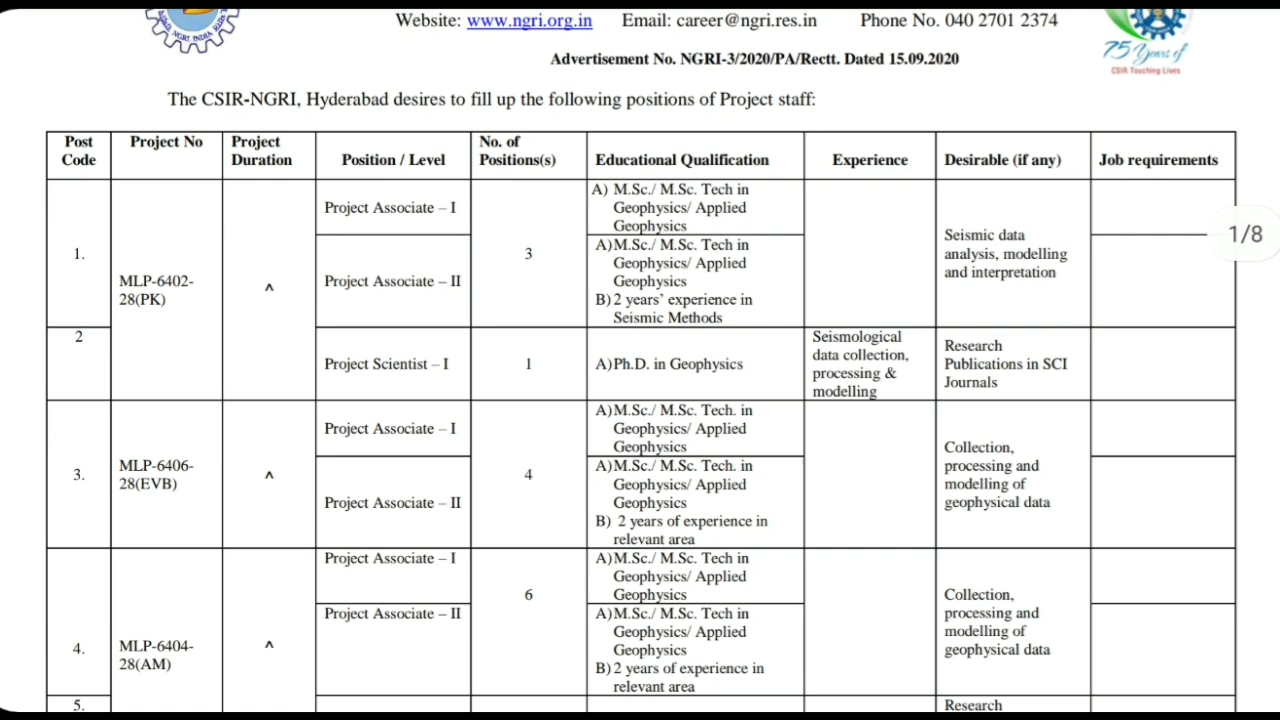 Website: www.ngri.org.in Email: career@ngri.res.in Phone No. 040 2701 2374
NGRI INDIA
75 Years of
CSIR Touching Lives
Advertisement No. NGRI-3/2020/PA/Rectt. Dated 15.09.2020
The CSIR-NGRI, Hyderabad desires to fill up the following positions of Project staff:
Post
Code
Project No
Project
Duration
Position / Level
No. of
Positions(s)
Educational Qualification
Experience
Desirable (if any)
Job requirements
1.
MLP-6402-
28(PK)
^
Project Associate – I
3
A) M.Sc./ M.Sc. Tech in
Geophysics/ Applied
Geophysics
Project Associate – II
A)M.Sc./ M.Sc. Tech in
Geophysics/ Applied
Geophysics
B) 2 years’ experience in
Seismic Methods
Seismic data
analysis, modelling
and interpretation
1/8
2
Project Scientist – I
1
A)Ph.D. in Geophysics
Seismological
data collection,
processing &
modelling
Research
Publications in SCI
Journals
3.
MLP-6406-
28(EVB)
^
Project Associate – I
4
A)M.Sc./ M.Sc. Tech. in
Geophysics/ Applied
Geophysics
Project Associate – II
A)M.Sc./ M.Sc. Tech. in
Geophysics/ Applied
Geophysics
B) 2 years of experience in
relevant area
Collection,
processing and
modelling of
geophysical data
4.
MLP-6404-
28(AM)
^
Project Associate – I
6
A)M.Sc./ M.Sc. Tech in
Geophysics/ Applied
Geophysics
Project Associate – II
A)M.Sc./ M.Sc. Tech in
Geophysics/ Applied
Geophysics
B) 2 years of experience in
relevant area
Collection,
processing and
modelling of
geophysical data
5.
Research